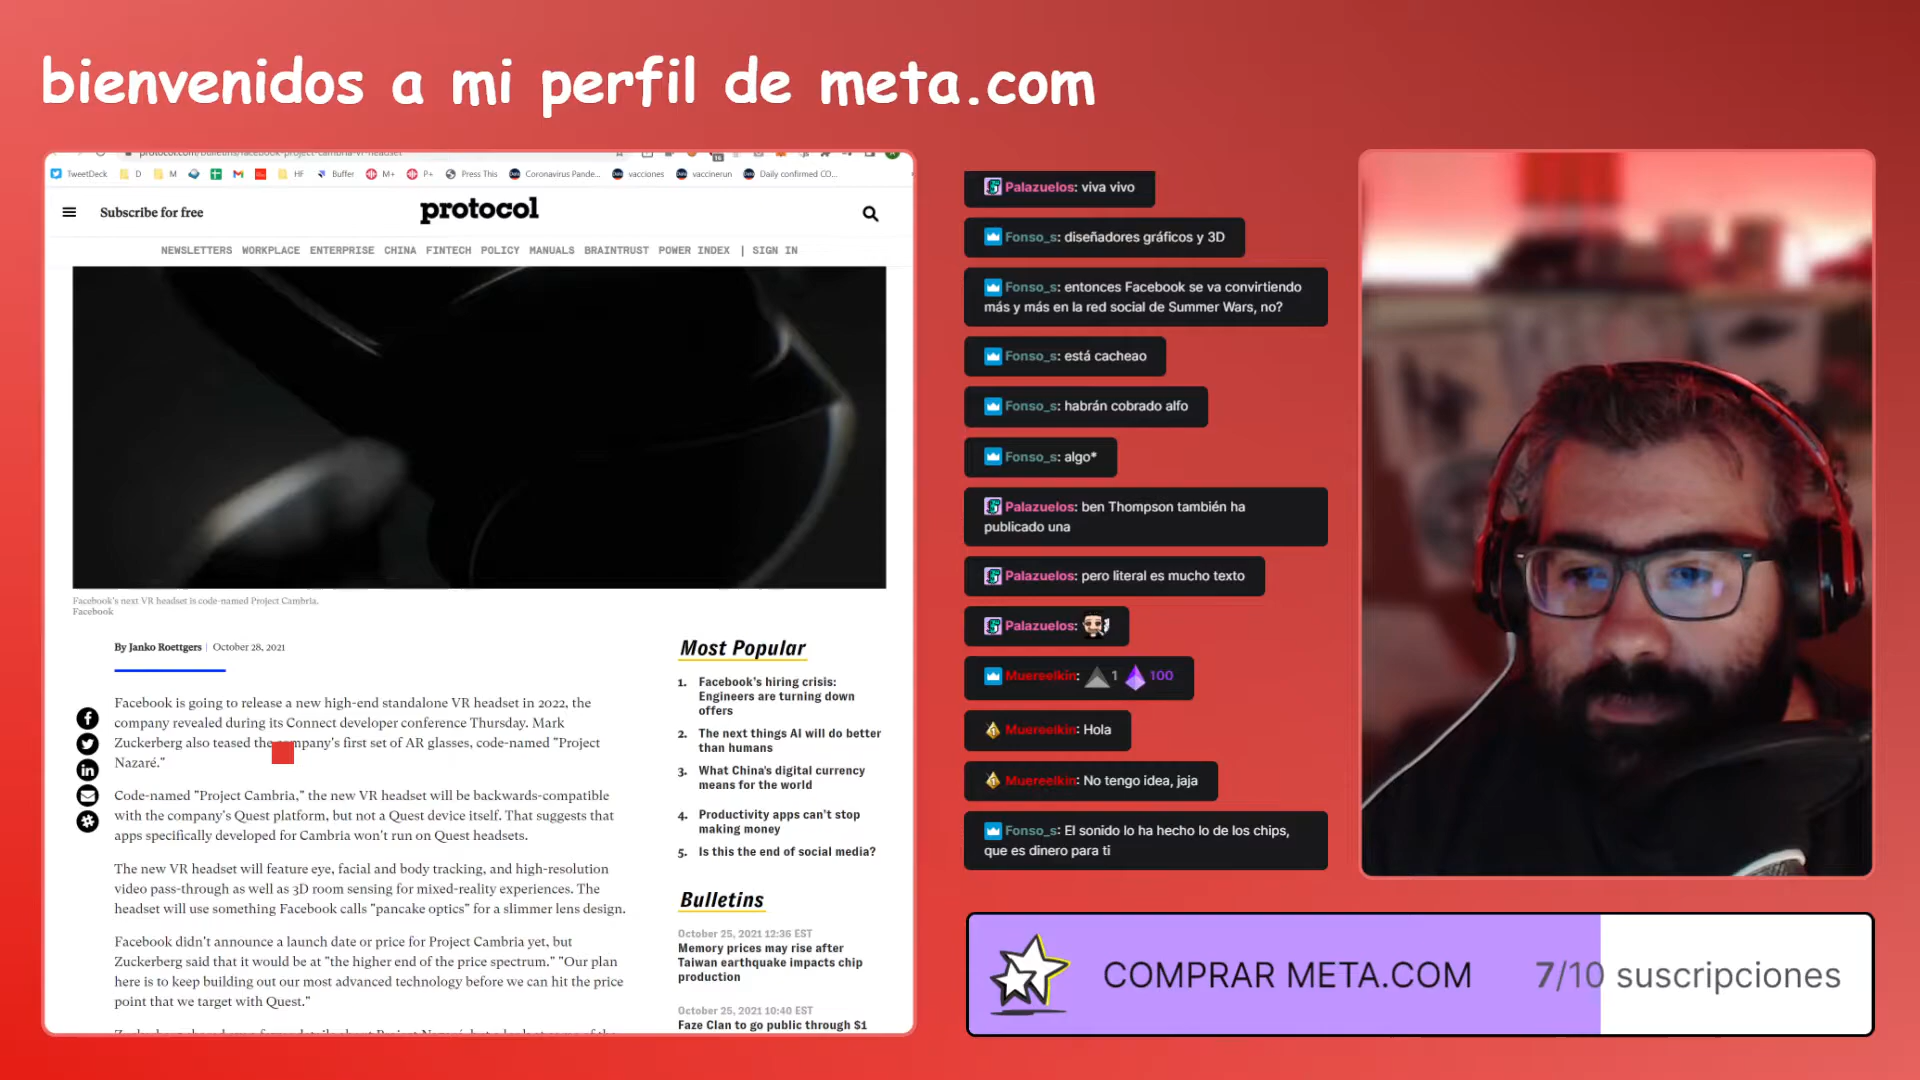 bienvenidos a mi perfil de meta.com
protocol.com/bulletins/facebook-project-cambria-vr-headset
TweetDeck D M HF Buffer M+ P+ Press This Coronavirus Pande... vacciones vaccinerun Daily confirmed CO...
Subscribe for free
protocol
NEWSLETTERS WORKPLACE ENTERPRISE CHINA FINTECH POLICY MANUALS BRAINTRUST POWER INDEX | SIGN IN
Facebook's next VR headset is code-named Project Cambria.
Facebook
By Janko Roettgers | October 28, 2021
Facebook is going to release a new high-end standalone VR headset in 2022, the
company revealed during its Connect developer conference Thursday. Mark
Zuckerberg also teased the company's first set of AR glasses, code-named "Project
Nazaré."
Code-named "Project Cambria," the new VR headset will be backwards-compatible
with the company's Quest platform, but not a Quest device itself. That suggests that
apps specifically developed for Cambria won't run on Quest headsets.
The new VR headset will feature eye, facial and body tracking, and high-resolution
video pass-through as well as 3D room sensing for mixed-reality experiences. The
headset will use something Facebook calls "pancake optics" for a slimmer lens design.
Facebook didn't announce a launch date or price for Project Cambria yet, but
Zuckerberg said that it would be at "the higher end of the price spectrum." "Our plan
here is to keep building out our most advanced technology before we can hit the price
point that we target with Quest."
Most Popular
1. Facebook's hiring crisis:
Engineers are turning down
offers
2. The next things AI will do better
than humans
3. What China's digital currency
means for the world
4. Productivity apps can't stop
making money
5. Is this the end of social media?
Bulletins
October 25, 2021 12:36 EST
Memory prices may rise after
Taiwan earthquake impacts chip
production
October 25, 2021 10:40 EST
Faze Clan to go public through $1
Palazuelos: viva vivo
Fonso_s: diseñadores gráficos y 3D
Fonso_s: entonces Facebook se va convirtiendo
más y más en la red social de Summer Wars, no?
Fonso_s: está cacheao
Fonso_s: habrán cobrado alfo
Fonso_s: algo*
Palazuelos: ben Thompson también ha
publicado una
Palazuelos: pero literal es mucho texto
Palazuelos:
Muereelkin: 1 100
Muereelkin: Hola
Muereelkin: No tengo idea, jaja
Fonso_s: El sonido lo ha hecho lo de los chips,
que es dinero para ti
COMPRAR META.COM 7/10 suscripciones